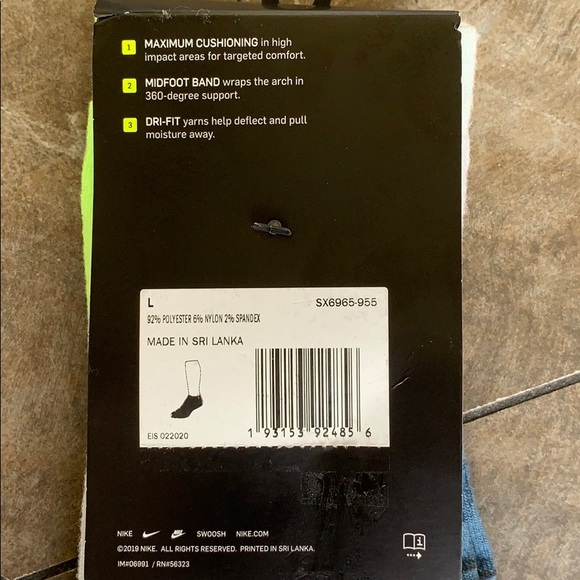 1 MAXIMUM CUSHIONING in high
impact areas for targeted comfort.
2 MIDFOOT BAND wraps the arch in
360-degree support.
3 DRI-FIT yarns help deflect and pull
moisture away.
L SX6965-955
92% POLYESTER 6% NYLON 2% SPANDEX
MADE IN SRI LANKA
1 93153 92485 6
EIS 022020
NIKE SWOOSH NIKE.COM
©2019 NIKE. ALL RIGHTS RESERVED. PRINTED IN SRI LANKA.
IM#06991 / RN#56323